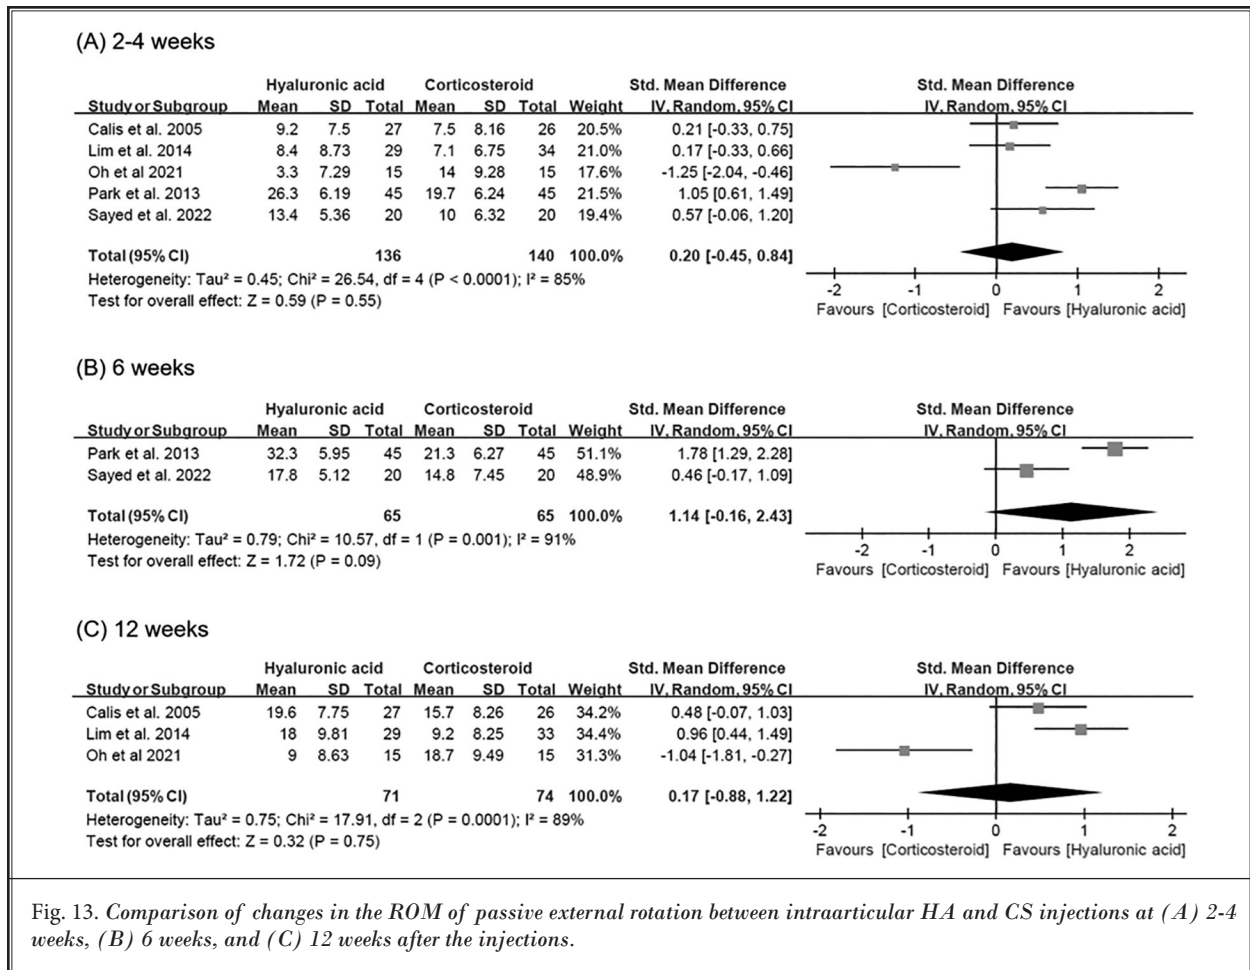 (A) 2-4 weeks
Hyaluronic acid Corticosteroid Std. Mean Difference Std. Mean Difference
Study or Subgroup Mean SD Total Mean SD Total Weight IV, Random, 95% CI IV, Random, 95% CI
Calis et al. 2005 9.2 7.5 27 7.5 8.16 26 20.5% 0.21 [-0.33, 0.75]
Lim et al. 2014 8.4 8.73 29 7.1 6.75 34 21.0% 0.17 [-0.33, 0.66]
Oh et al 2021 3.3 7.29 15 14 9.28 15 17.6% -1.25 [-2.04, -0.46]
Park et al. 2013 26.3 6.19 45 19.7 6.24 45 21.5% 1.05 [0.61, 1.49]
Sayed et al. 2022 13.4 5.36 20 10 6.32 20 19.4% 0.57 [-0.06, 1.20]
Total (95% CI) 136 140 100.0% 0.20 [-0.45, 0.84]
Heterogeneity: Tau² = 0.45; Chi² = 26.54, df = 4 (P < 0.0001); I² = 85%
Test for overall effect: Z = 0.59 (P = 0.55)
-2 -1 0 1 2
Favours [Corticosteroid] Favours [Hyaluronic acid]
(B) 6 weeks
Hyaluronic acid Corticosteroid Std. Mean Difference Std. Mean Difference
Study or Subgroup Mean SD Total Mean SD Total Weight IV, Random, 95% CI IV, Random, 95% CI
Park et al. 2013 32.3 5.95 45 21.3 6.27 45 51.1% 1.78 [1.29, 2.28]
Sayed et al. 2022 17.8 5.12 20 14.8 7.45 20 48.9% 0.46 [-0.17, 1.09]
Total (95% CI) 65 65 100.0% 1.14 [-0.16, 2.43]
Heterogeneity: Tau² = 0.79; Chi² = 10.57, df = 1 (P = 0.001); I² = 91%
Test for overall effect: Z = 1.72 (P = 0.09)
-2 -1 0 1 2
Favours [Corticosteroid] Favours [Hyaluronic acid]
(C) 12 weeks
Hyaluronic acid Corticosteroid Std. Mean Difference Std. Mean Difference
Study or Subgroup Mean SD Total Mean SD Total Weight IV, Random, 95% CI IV, Random, 95% CI
Calis et al. 2005 19.6 7.75 27 15.7 8.26 26 34.2% 0.48 [-0.07, 1.03]
Lim et al. 2014 18 9.81 29 9.2 8.25 33 34.4% 0.96 [0.44, 1.49]
Oh et al 2021 9 8.63 15 18.7 9.49 15 31.3% -1.04 [-1.81, -0.27]
Total (95% CI) 71 74 100.0% 0.17 [-0.88, 1.22]
Heterogeneity: Tau² = 0.75; Chi² = 17.91, df = 2 (P = 0.0001); I² = 89%
Test for overall effect: Z = 0.32 (P = 0.75)
-2 -1 0 1 2
Favours [Corticosteroid] Favours [Hyaluronic acid]
Fig. 13. Comparison of changes in the ROM of passive external rotation between intraarticular HA and CS injections at (A) 2-4
weeks, (B) 6 weeks, and (C) 12 weeks after the injections.